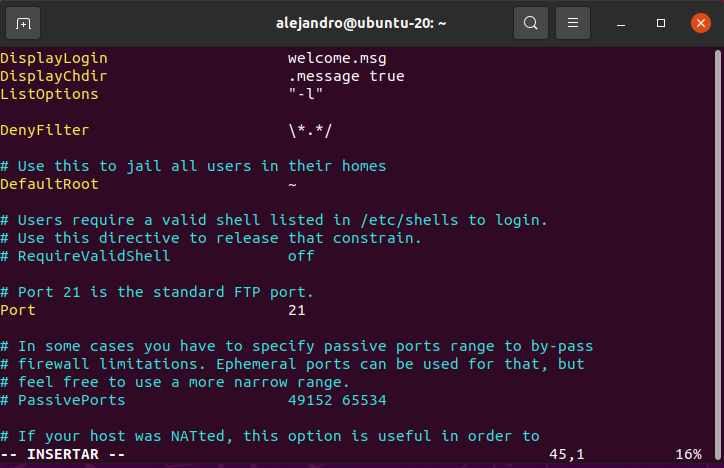 alejandro@ubuntu-20: ~
DisplayLogin                    welcome.msg
DisplayChdir                    .message true
ListOptions                     "-l"

DenyFilter                      \*.*/

# Use this to jail all users in their homes
DefaultRoot                     ~

# Users require a valid shell listed in /etc/shells to login.
# Use this directive to release that constrain.
# RequireValidShell             off

# Port 21 is the standard FTP port.
Port                            21

# In some cases you have to specify passive ports range to by-pass
# firewall limitations. Ephemeral ports can be used for that, but
# feel free to use a more narrow range.
# PassivePorts                  49152 65534

# If your host was NATted, this option is useful in order to
-- INSERTAR --                                               45,1          16%